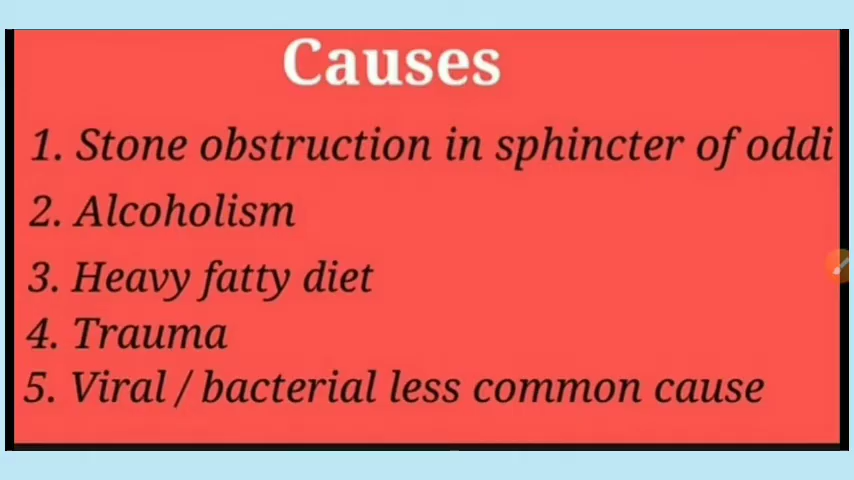 Causes
1. Stone obstruction in sphincter of oddi
2. Alcoholism
3. Heavy fatty diet
4. Trauma
5. Viral / bacterial less common cause